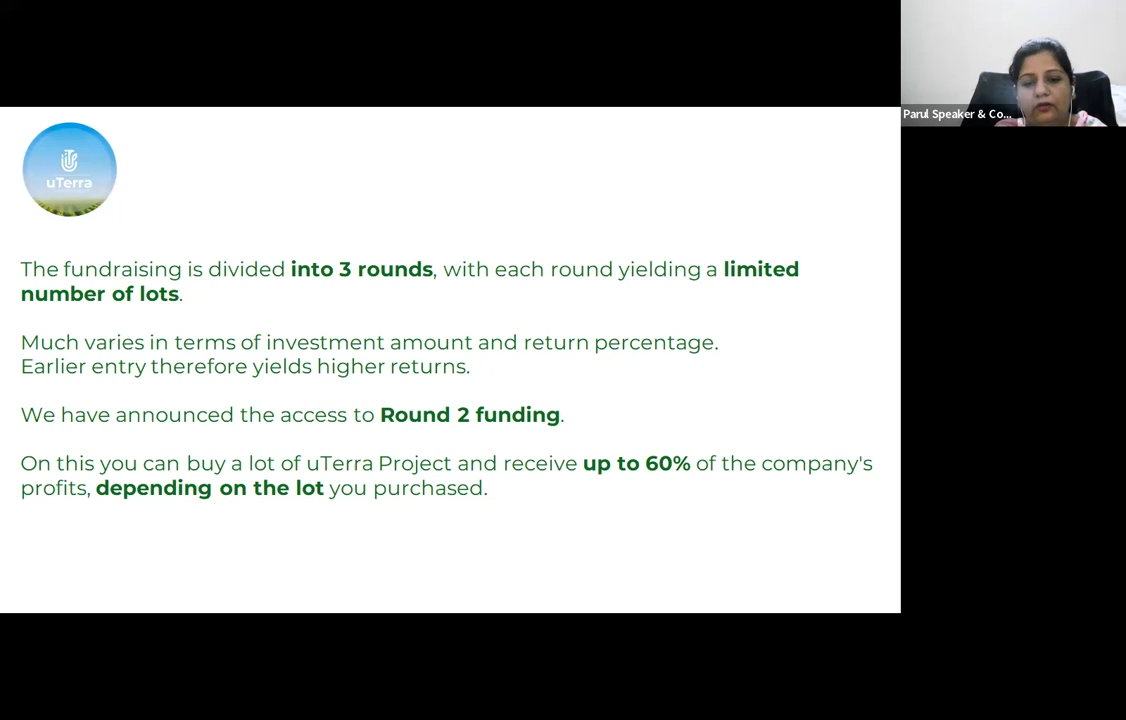 Parul Speaker & Co...
uTerra
The fundraising is divided into 3 rounds, with each round yielding a limited
number of lots.
Much varies in terms of investment amount and return percentage.
Earlier entry therefore yields higher returns.
We have announced the access to Round 2 funding.
On this you can buy a lot of uTerra Project and receive up to 60% of the company's
profits, depending on the lot you purchased.